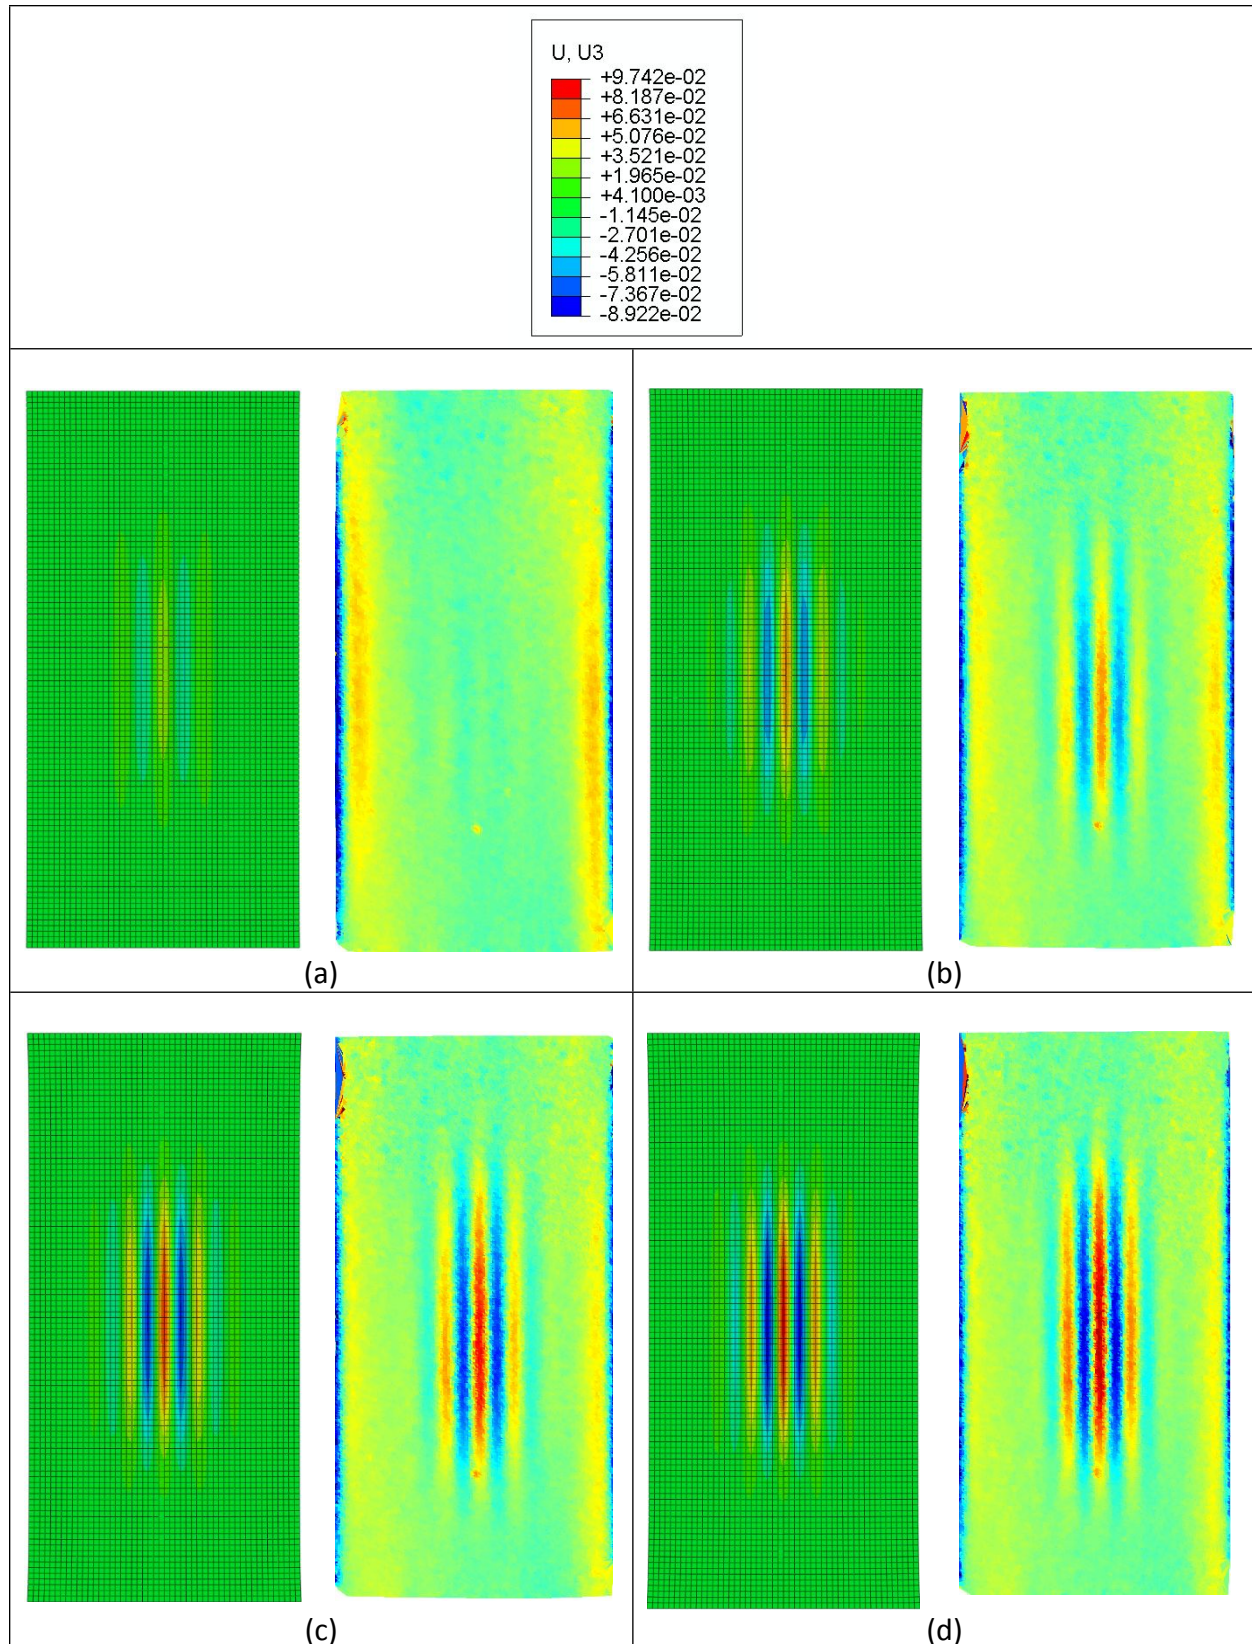 U, U3
+9.742e-02
+8.187e-02
+6.631e-02
+5.076e-02
+3.521e-02
+1.965e-02
+4.100e-03
-1.145e-02
-2.701e-02
-4.256e-02
-5.811e-02
-7.367e-02
-8.922e-02
(a)
(b)
(c)
(d)